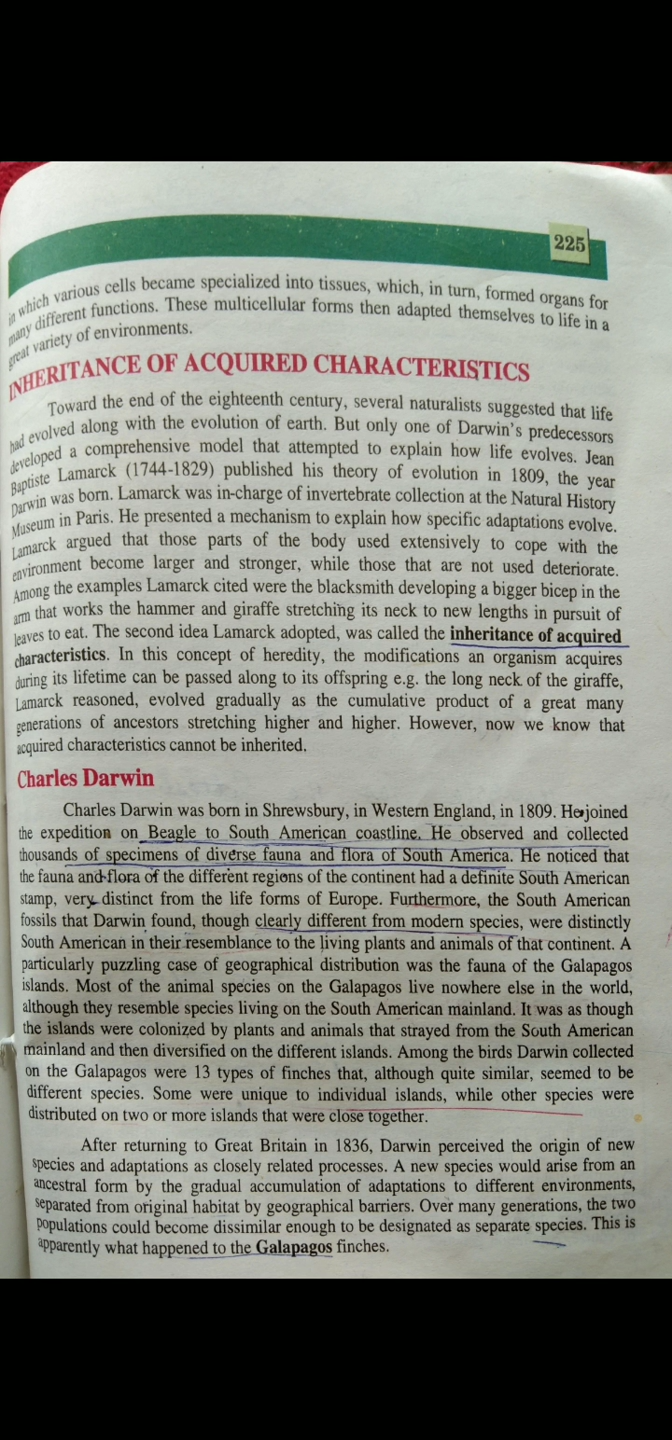 225
in which various cells became specialized into tissues, which, in turn, formed organs for
many different functions. These multicellular forms then adapted themselves to life in a
great variety of environments.
INHERITANCE OF ACQUIRED CHARACTERISTICS
Toward the end of the eighteenth century, several naturalists suggested that life
had evolved along with the evolution of earth. But only one of Darwin's predecessors
developed a comprehensive model that attempted to explain how life evolves. Jean
Baptiste Lamarck (1744-1829) published his theory of evolution in 1809, the year
Darwin was born. Lamarck was in-charge of invertebrate collection at the Natural History
Museum in Paris. He presented a mechanism to explain how specific adaptations evolve.
Lamarck argued that those parts of the body used extensively to cope with the
environment become larger and stronger, while those that are not used deteriorate.
Among the examples Lamarck cited were the blacksmith developing a bigger bicep in the
arm that works the hammer and giraffe stretching its neck to new lengths in pursuit of
leaves to eat. The second idea Lamarck adopted, was called the inheritance of acquired
characteristics. In this concept of heredity, the modifications an organism acquires
during its lifetime can be passed along to its offspring e.g. the long neck of the giraffe,
Lamarck reasoned, evolved gradually as the cumulative product of a great many
generations of ancestors stretching higher and higher. However, now we know that
acquired characteristics cannot be inherited.
Charles Darwin
Charles Darwin was born in Shrewsbury, in Western England, in 1809. He joined
the expedition on Beagle to South American coastline. He observed and collected
thousands of specimens of diverse fauna and flora of South America. He noticed that
the fauna and flora of the different regions of the continent had a definite South American
stamp, very distinct from the life forms of Europe. Furthermore, the South American
fossils that Darwin found, though clearly different from modern species, were distinctly
South American in their resemblance to the living plants and animals of that continent. A
particularly puzzling case of geographical distribution was the fauna of the Galapagos
islands. Most of the animal species on the Galapagos live nowhere else in the world,
although they resemble species living on the South American mainland. It was as though
the islands were colonized by plants and animals that strayed from the South American
mainland and then diversified on the different islands. Among the birds Darwin collected
on the Galapagos were 13 types of finches that, although quite similar, seemed to be
different species. Some were unique to individual islands, while other species were
distributed on two or more islands that were close together.
After returning to Great Britain in 1836, Darwin perceived the origin of new
species and adaptations as closely related processes. A new species would arise from an
ancestral form by the gradual accumulation of adaptations to different environments,
separated from original habitat by geographical barriers. Over many generations, the two
populations could become dissimilar enough to be designated as separate species. This is
apparently what happened to the Galapagos finches.